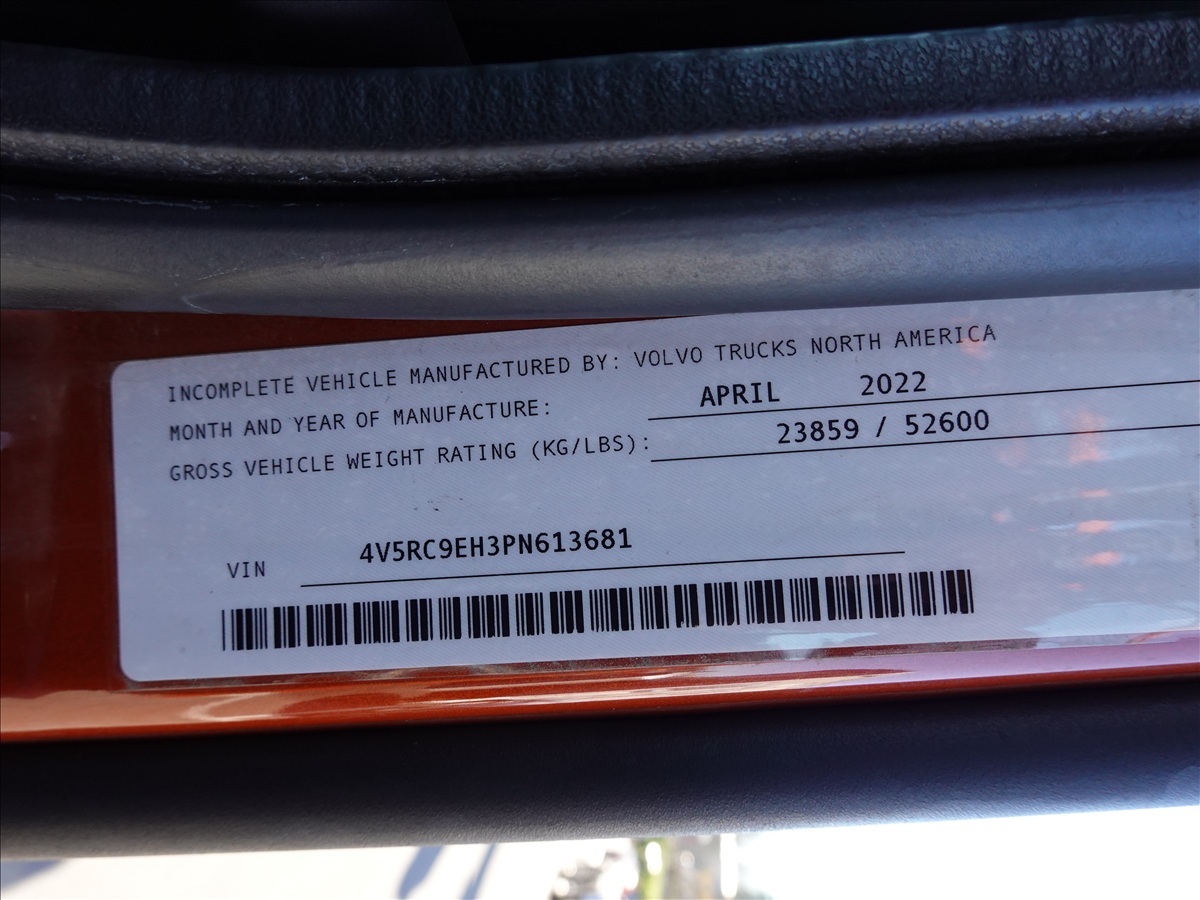 INCOMPLETE VEHICLE MANUFACTURED BY: VOLVO TRUCKS NORTH AMERICA
MONTH AND YEAR OF MANUFACTURE: APRIL 2022
GROSS VEHICLE WEIGHT RATING (KG/LBS): 23859 / 52600
VIN 4V5RC9EH3PN613681